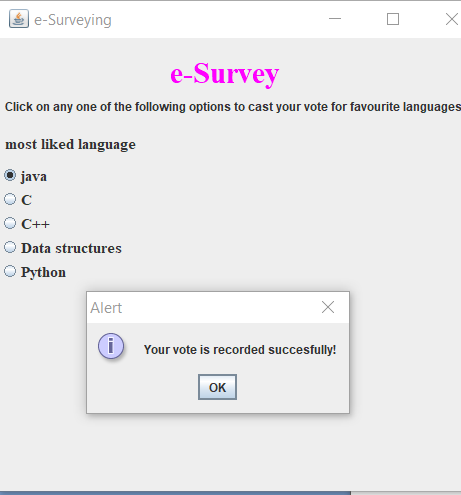 e-Surveying
e-Survey
Click on any one of the following options to cast your vote for favourite languages
most liked language
java
C
C++
Data structures
Python
Alert
i
Your vote is recorded succesfully!
OK